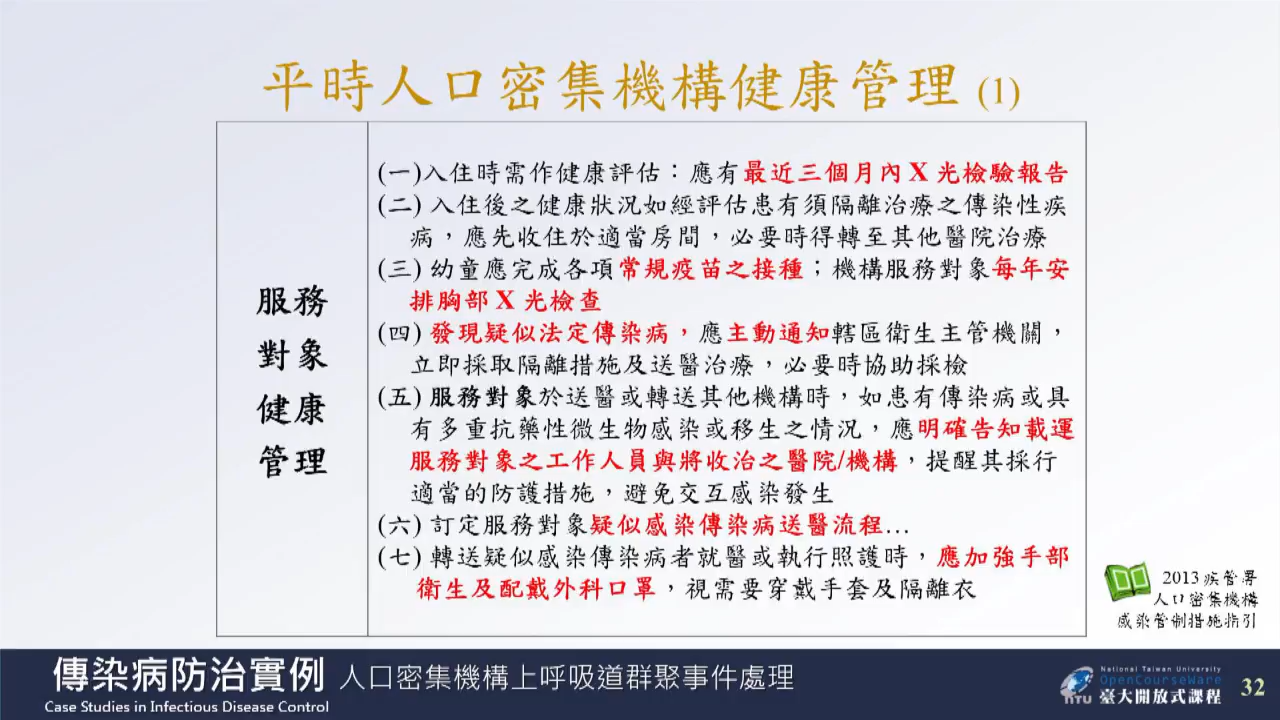 平時人口密集機構健康管理 (1)
服務
對象
健康
管理
(一)入住時需作健康評估：應有最近三個月內 X 光檢驗報告
(二) 入住後之健康狀況如經評估患有須隔離治療之傳染性疾
病，應先收住於適當房間，必要時得轉至其他醫院治療
(三) 幼童應完成各項常規疫苗之接種；機構服務對象每年安
排胸部 X 光檢查
(四) 發現疑似法定傳染病，應主動通知轄區衛生主管機關，
立即採取隔離措施及送醫治療，必要時協助採檢
(五) 服務對象於送醫或轉送其他機構時，如患有傳染病或具
有多重抗藥性微生物感染或移生之情況，應明確告知載運
服務對象之工作人員與將收治之醫院/機構，提醒其採行
適當的防護措施，避免交互感染發生
(六) 訂定服務對象疑似感染傳染病送醫流程…
(七) 轉送疑似感染傳染病者就醫或執行照護時，應加強手部
衛生及配戴外科口罩，視需要穿戴手套及隔離衣
2013 疾管署
人口密集機構
感染管制措施指引
傳染病防治實例 人口密集機構上呼吸道群聚事件處理
Case Studies in Infectious Disease Control
National Taiwan University
OpenCourseWare
NTU 臺大開放式課程
32